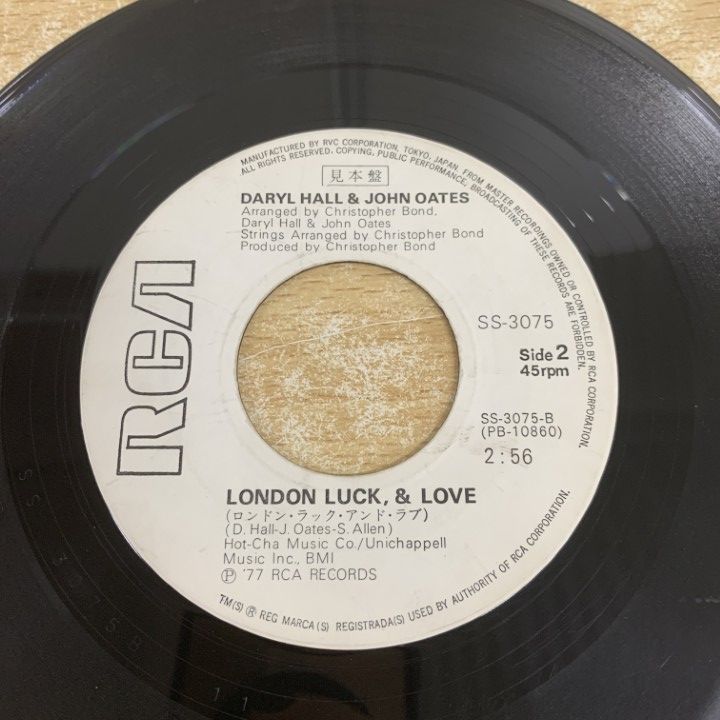 MANUFACTURED BY RVC CORPORATION, TOKYO, JAPAN, FROM MASTER RECORDINGS OWNED OR CONTROLLED BY RCA CORPORATION.
ALL RIGHTS RESERVED. COPYING, PUBLIC PERFORMANCE, BROADCASTING OF THESE RECORDS ARE FORBIDDEN.
見本盤
DARYL HALL & JOHN OATES
Arranged by Christopher Bond,
Daryl Hall & John Oates
Strings Arranged by Christopher Bond
Produced by Christopher Bond
RCA
SS-3075
Side 2
45rpm
SS-3075-B
(PB-10860)
2:56
LONDON LUCK, & LOVE
(ロンドン・ラック・アンド・ラブ)
(D. Hall-J. Oates-S. Allen)
Hot-Cha Music Co./Unichappell
Music Inc., BMI
Ⓟ '77 RCA RECORDS
TM(S) ® REG MARCA(S) REGISTRADA(S) USED BY AUTHORITY OF RCA CORPORATION.